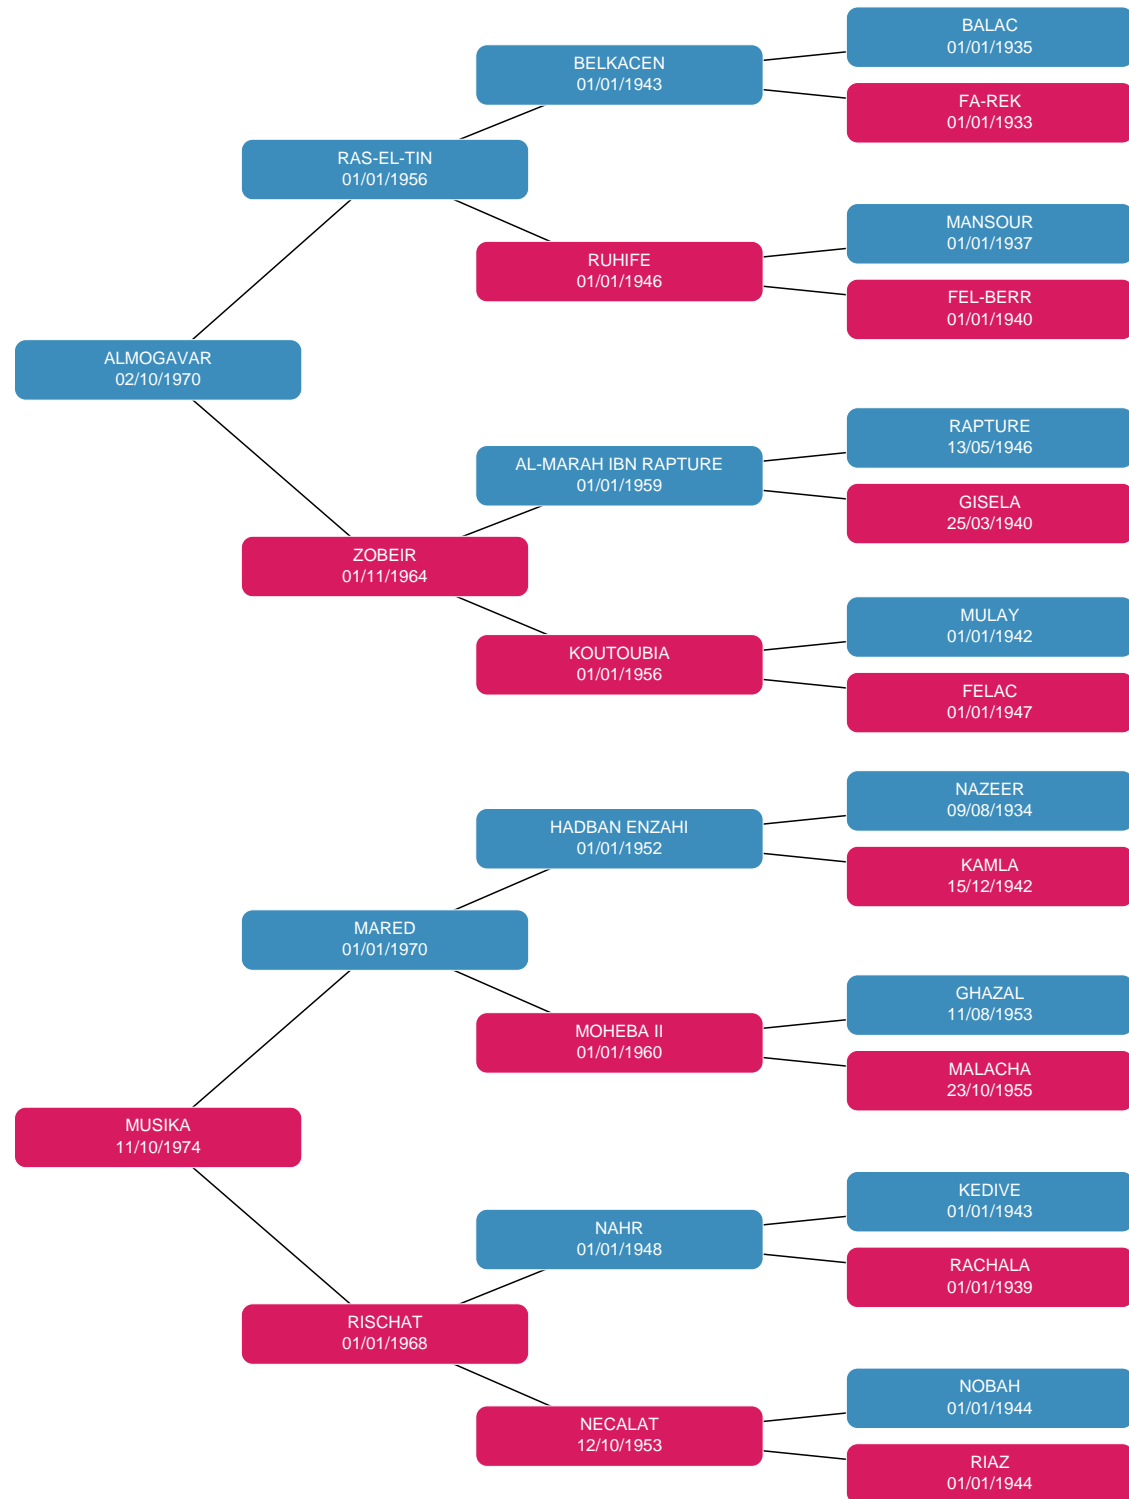 BALAC
01/01/1935
BELKACEN
01/01/1943
FA-REK
01/01/1933
RAS-EL-TIN
01/01/1956
MANSOUR
01/01/1937
RUHIFE
01/01/1946
FEL-BERR
01/01/1940
ALMOGAVAR
02/10/1970
RAPTURE
13/05/1946
AL-MARAH IBN RAPTURE
01/01/1959
GISELA
25/03/1940
ZOBEIR
01/11/1964
MULAY
01/01/1942
KOUTOUBIA
01/01/1956
FELAC
01/01/1947
NAZEER
09/08/1934
HADBAN ENZAHI
01/01/1952
KAMLA
15/12/1942
MARED
01/01/1970
GHAZAL
11/08/1953
MOHEBA II
01/01/1960
MALACHA
23/10/1955
MUSIKA
11/10/1974
KEDIVE
01/01/1943
NAHR
01/01/1948
RACHALA
01/01/1939
RISCHAT
01/01/1968
NOBAH
01/01/1944
NECALAT
12/10/1953
RIAZ
01/01/1944